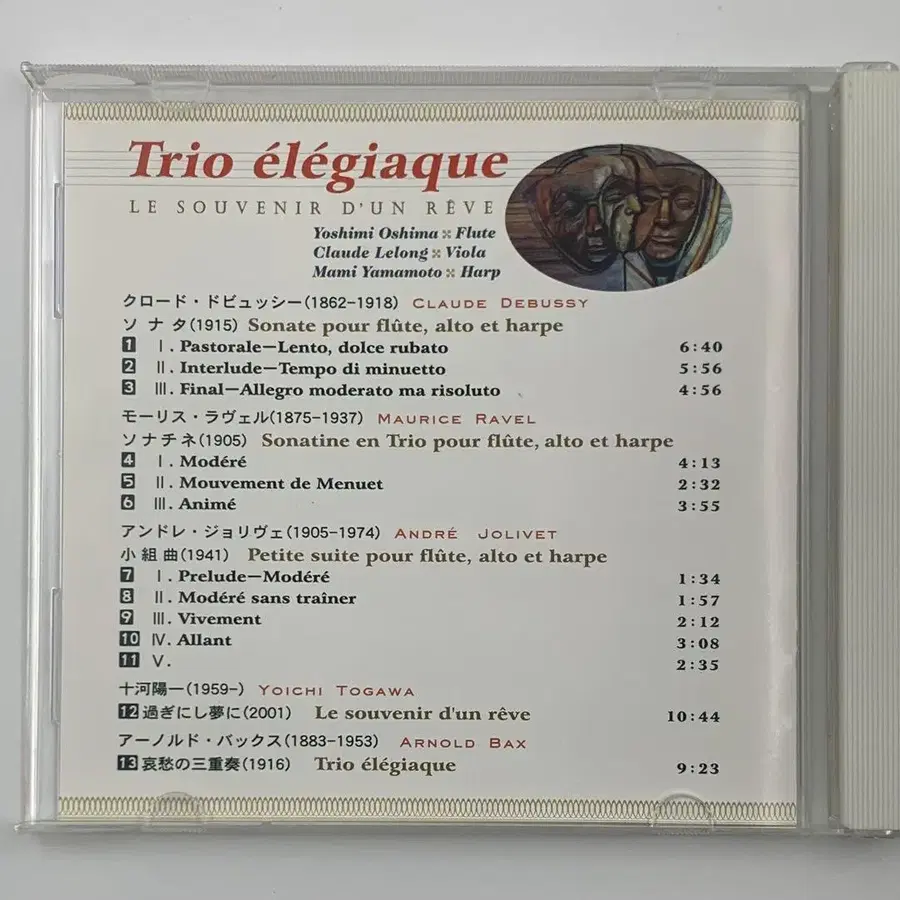 Trio élégiaque
LE SOUVENIR D'UN RÊVE
Yoshimi Oshima Flute
Claude Lelong Viola
Mami Yamamoto Harp
クロード・ドビュッシー(1862-1918) CLAUDE DEBUSSY
ソナタ(1915) Sonate pour flûte, alto et harpe
1 Ⅰ. Pastorale—Lento, dolce rubato 6:40
2 Ⅱ. Interlude—Tempo di minuetto 5:56
3 Ⅲ. Final—Allegro moderato ma risoluto 4:56
モーリス・ラヴェル(1875-1937) MAURICE RAVEL
ソナチネ(1905) Sonatine en Trio pour flûte, alto et harpe
4 Ⅰ. Modéré 4:13
5 Ⅱ. Mouvement de Menuet 2:32
6 Ⅲ. Animé 3:55
アンドレ・ジョリヴェ(1905-1974) ANDRÉ JOLIVET
小組曲(1941) Petite suite pour flûte, alto et harpe
7 Ⅰ. Prelude—Modéré 1:34
8 Ⅱ. Modéré sans traîner 1:57
9 Ⅲ. Vivement 2:12
10 Ⅳ. Allant 3:08
11 Ⅴ. 2:35
十河陽一(1959-) YOICHI TOGAWA
12 過ぎにし夢に(2001) Le souvenir d'un rêve 10:44
アーノルド・バックス(1883-1953) ARNOLD BAX
13 哀愁の三重奏(1916) Trio élégiaque 9:23